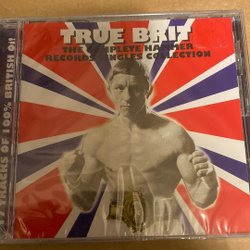 TRUE BRIT
THE COMPLETE HAMMER
RECORDS SINGLES COLLECTION
TRACKS OF 100% BRITISH OI!